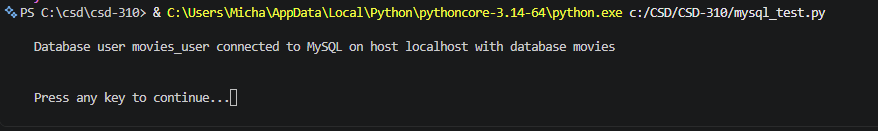 PS C:\csd\csd-310> & C:\Users\Micha\AppData\Local\Python\pythoncore-3.14-64\python.exe c:/CSD/CSD-310/mysql_test.py
Database user movies_user connected to MySQL on host localhost with database movies
Press any key to continue...